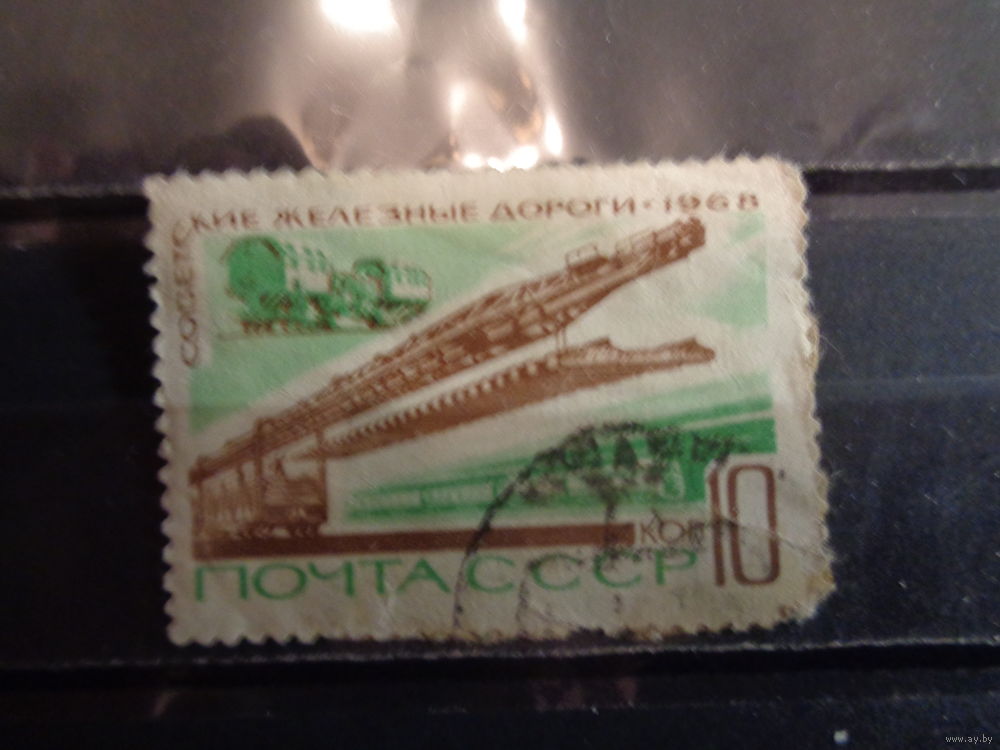 СОВЕТСКИЕ ЖЕЛЕЗНЫЕ ДОРОГИ • 1968
КОП 10
ПОЧТА СССР
www.ay.by